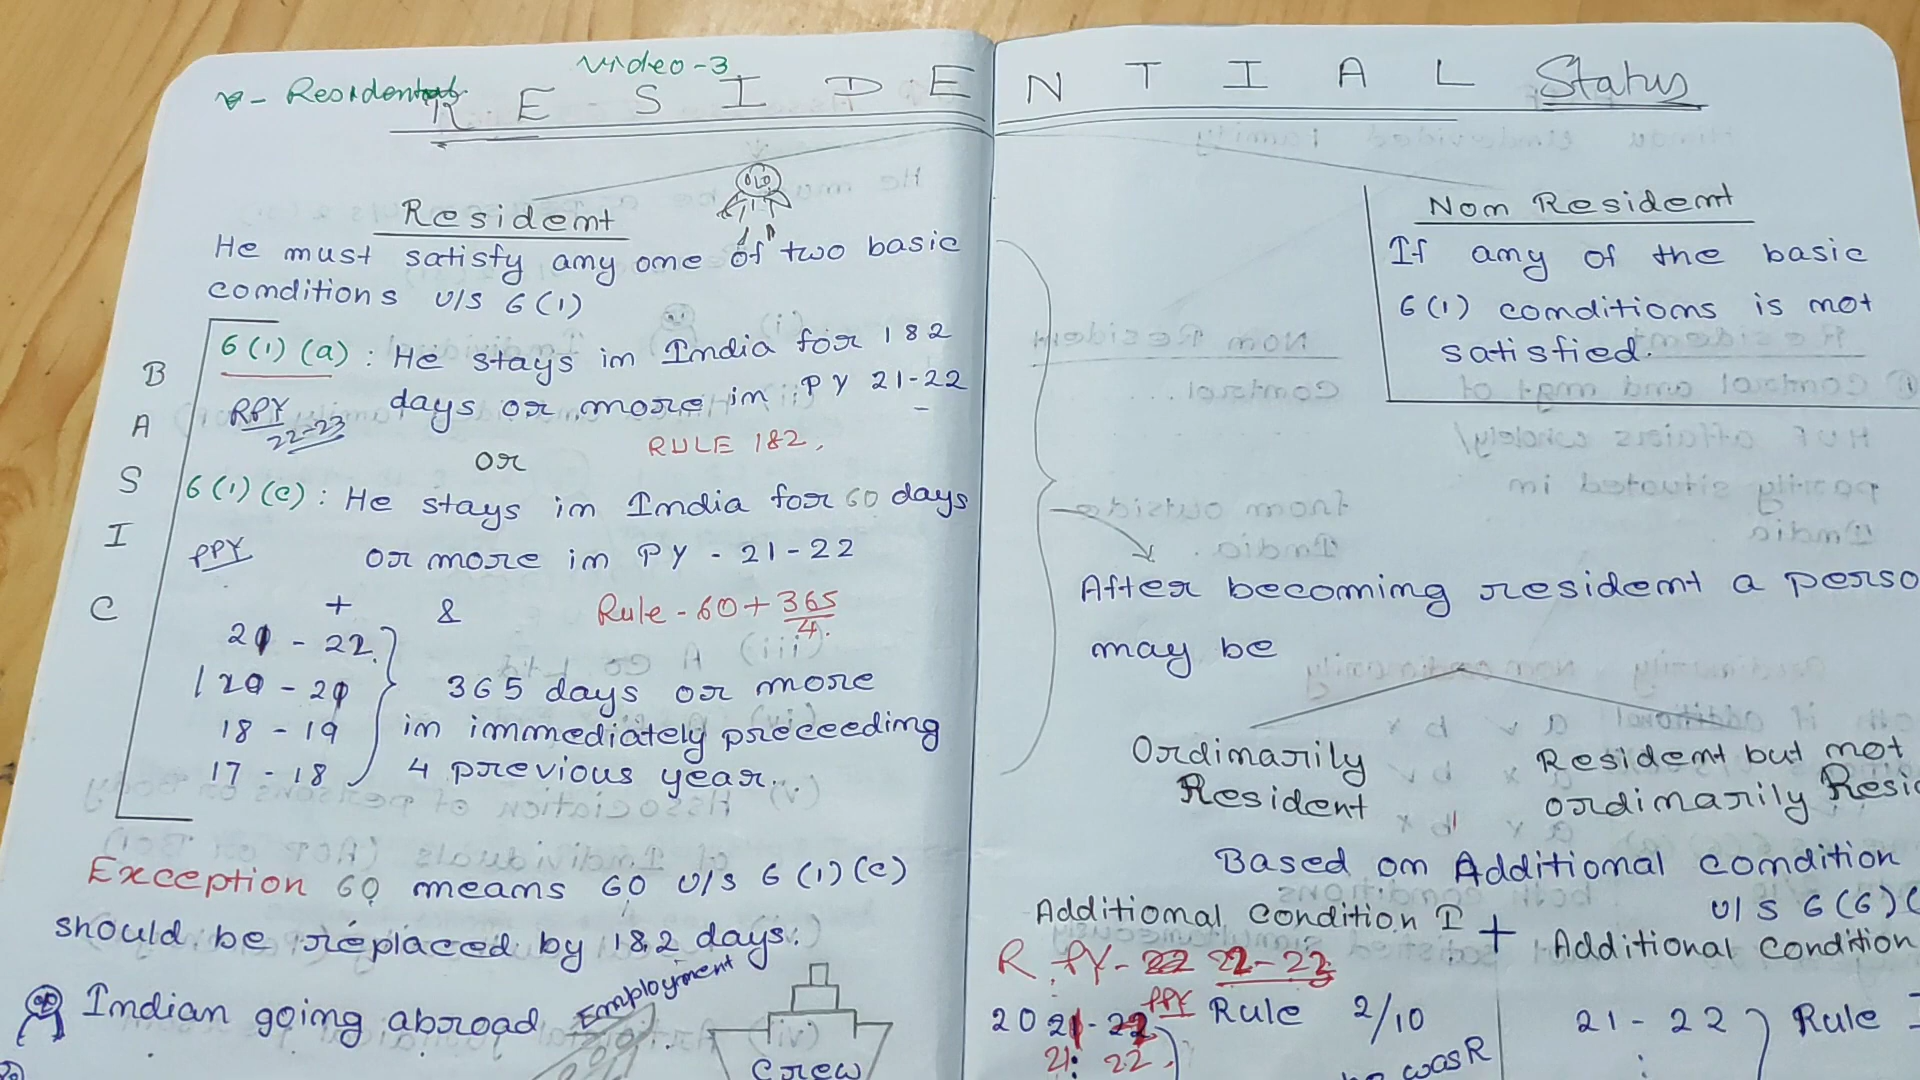 Video-3
RESIDENTIAL Status
Resident
He must satisfy any one of two basic
conditions u/s 6(1)
BASIC
6(1)(a): He stays in India for 182
days or more in PY 21-22
RPY
22-23
RULE 182.
or
6(1)(c): He stays in India for 60 days
or more in PY - 21-22
PPY
+ & Rule - 60 + 365/4.
21 - 22
20 - 21
18 - 19
17 - 18
365 days or more
in immediately preceeding
4 previous year.
Exception 60 means 60 u/s 6(1)(c)
should be replaced by 182 days.
Indian going abroad
Employment
Crew
Non Resident
If any of the basic
6(1) conditions is not
satisfied.
After becoming resident a perso
may be
Ordinarily
Resident
Resident but not
ordinarily Resi
Based on Additional condition
u/s 6(6)(
Additional condition I + Additional condition
R PY - 22 22-23
PPY
2021-22 Rule 2/10
21 22
was R
21-22 Rule